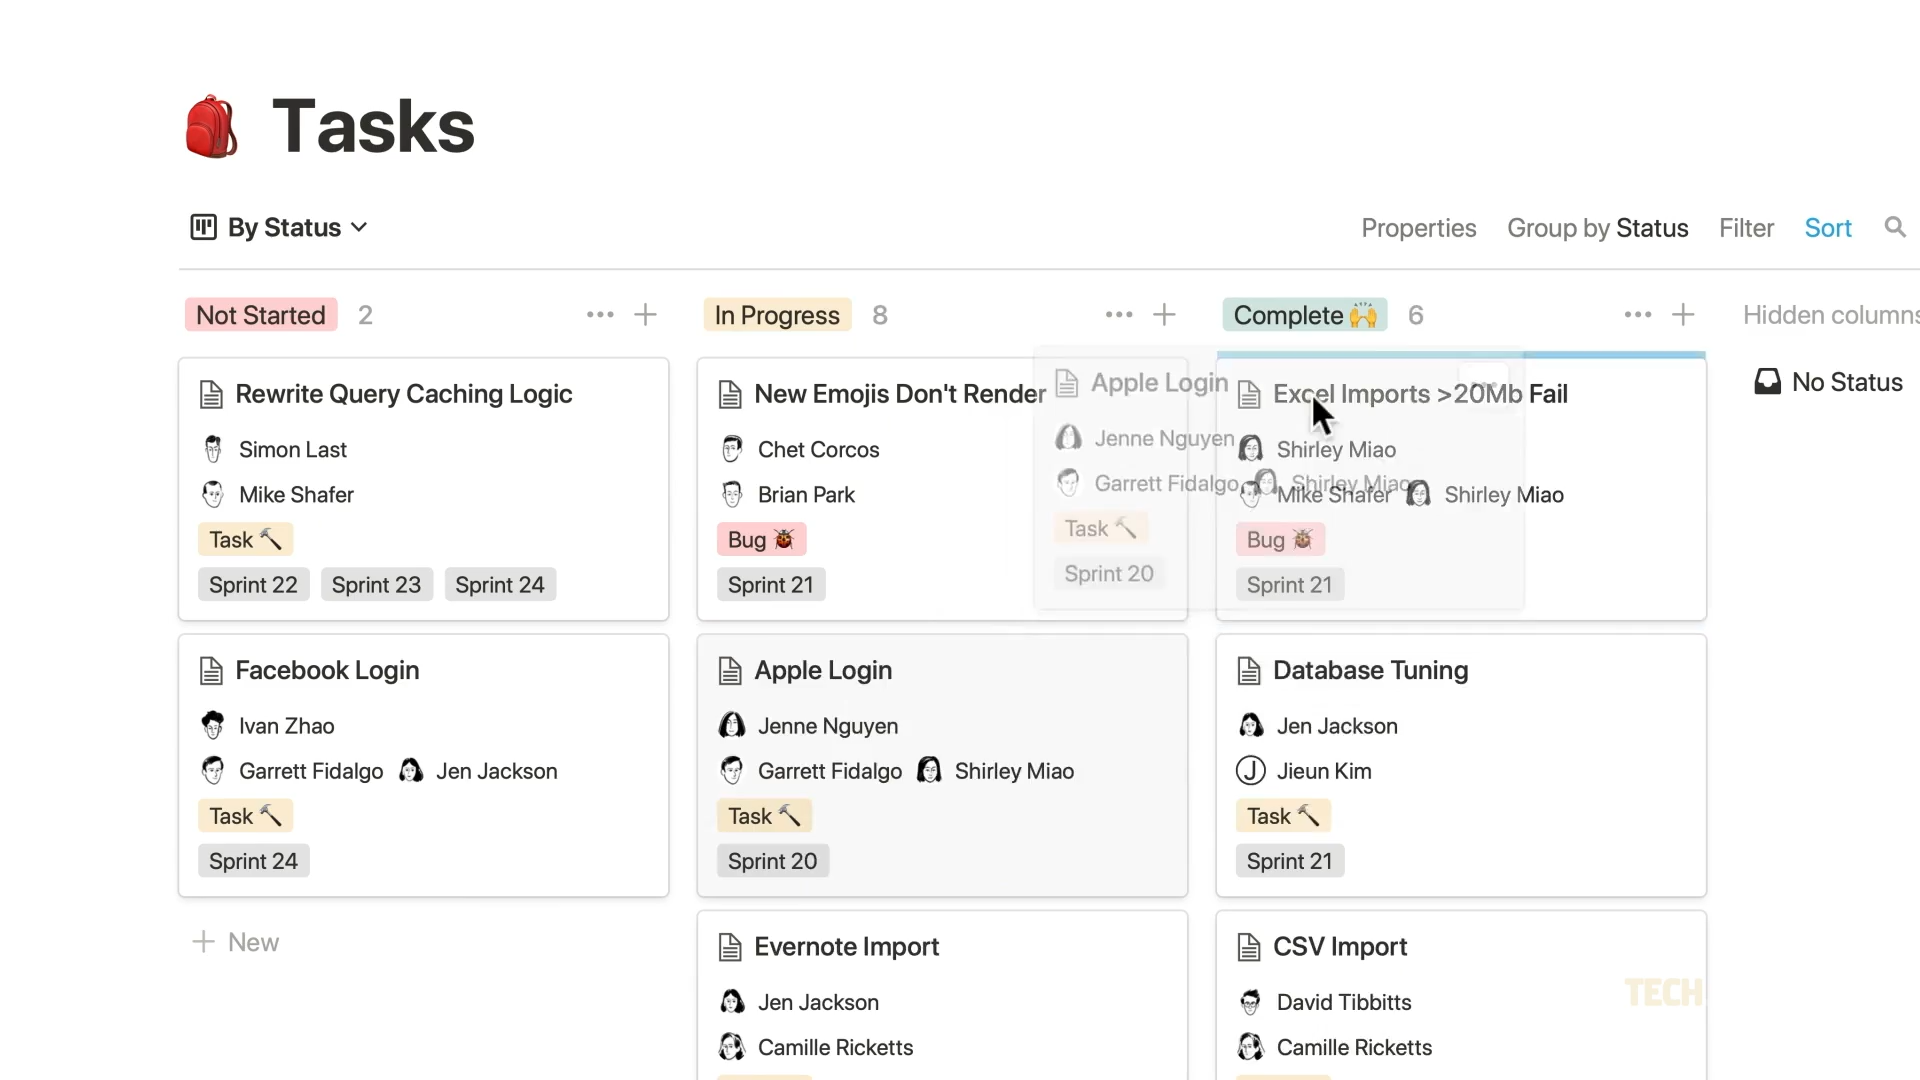 Tasks
By Status
Properties Group by Status Filter Sort
Not Started 2
In Progress 8
Complete 🙌 6
Hidden columns
No Status
Rewrite Query Caching Logic
Simon Last
Mike Shafer
Task 🔨
Sprint 22 Sprint 23 Sprint 24
Facebook Login
Ivan Zhao
Garrett Fidalgo Jen Jackson
Task 🔨
Sprint 24
+ New
New Emojis Don't Render
Chet Corcos
Brian Park
Bug 🐞
Sprint 21
Apple Login
Jenne Nguyen
Garrett Fidalgo Shirley Miao
Task 🔨
Sprint 20
Apple Login
Jenne Nguyen
Garrett Fidalgo Shirley Miao
Task 🔨
Sprint 20
Evernote Import
Jen Jackson
Camille Ricketts
Excel Imports >20Mb Fail
Shirley Miao
Mike Shafer Shirley Miao
Bug 🐞
Sprint 21
Database Tuning
Jen Jackson
J Jieun Kim
Task 🔨
Sprint 21
CSV Import
David Tibbitts
Camille Ricketts
TECH